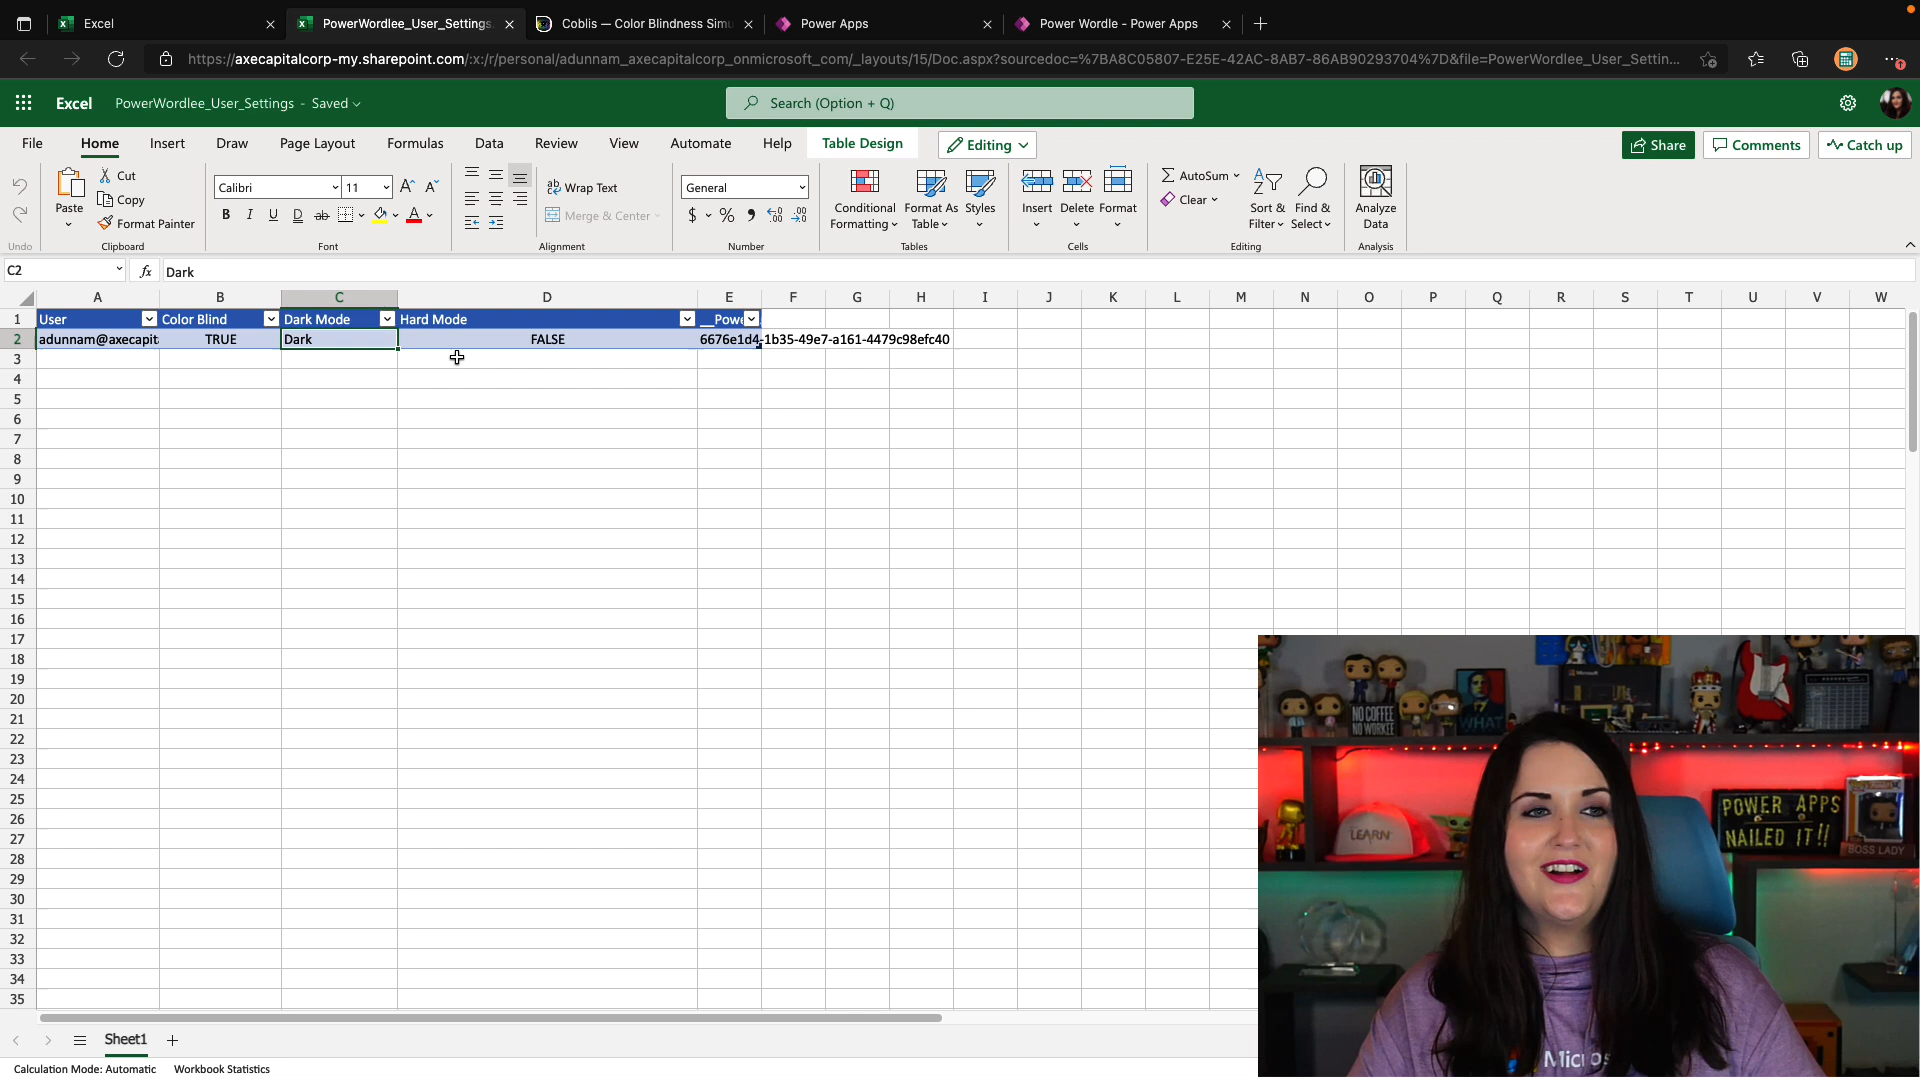 Excel
PowerWordlee_User_Settings.
Coblis — Color Blindness Simu
Power Apps
Power Wordle - Power Apps
https://axecapitalcorp-my.sharepoint.com/:x:/r/personal/adunnam_axecapitalcorp_onmicrosoft_com/_layouts/15/Doc.aspx?sourcedoc=%7BA8C05807-E25E-42AC-8AB7-86AB90293704%7D&file=PowerWordlee_User_Settin...
Excel PowerWordlee_User_Settings - Saved
Search (Option + Q)
File Home Insert Draw Page Layout Formulas Data Review View Automate Help Table Design Editing Share Comments Catch up
Paste
Cut
Copy
Format Painter
Calibri 11
B I U D ab A
Wrap Text
Merge & Center
General
$ % 9
Conditional Formatting
Format As Table
Styles
Insert Delete Format
AutoSum
Clear
Sort & Filter
Find & Select
Analyze Data
Undo Clipboard Font Alignment Number Tables Cells Editing Analysis
C2 fx Dark
A B C D E F G H I J K L M N O P Q R S T U V W
1 User Color Blind Dark Mode Hard Mode __Powe
2 adunnam@axecapit TRUE Dark FALSE 6676e1d4-1b35-49e7-a161-4479c98efc40
3
4
5
6
7
8
9
10
11
12
13
14
15
16
17
18
19
20
21
22
23
24
25
26
27
28
29
30
31
32
33
34
35
NO COFFEE
NO WORKEE
WHAT
LEARN
POWER APPS
NAILED IT!!
BOSS LADY
Micros
Sheet1
Calculation Mode: Automatic Workbook Statistics